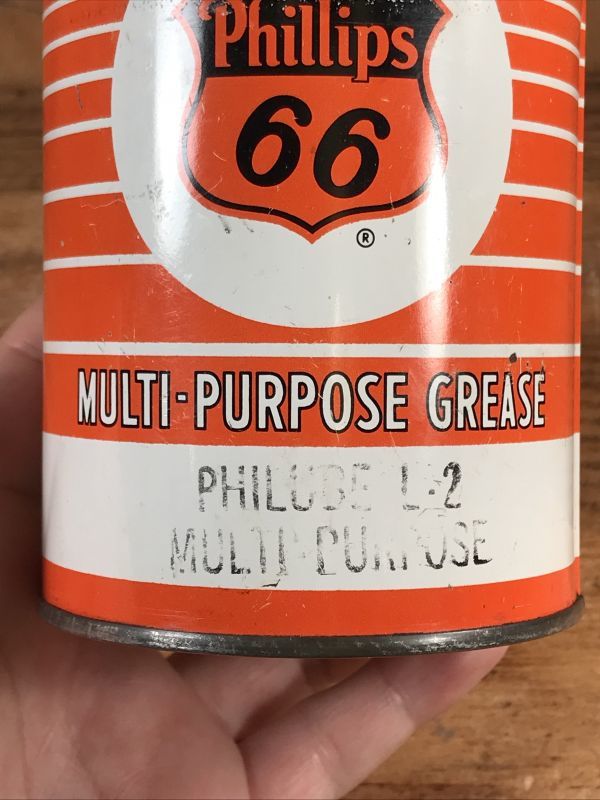 Phillips
66
®
MULTI-PURPOSE GREASE
PHILUBE L-2
MULTI-PURPOSE